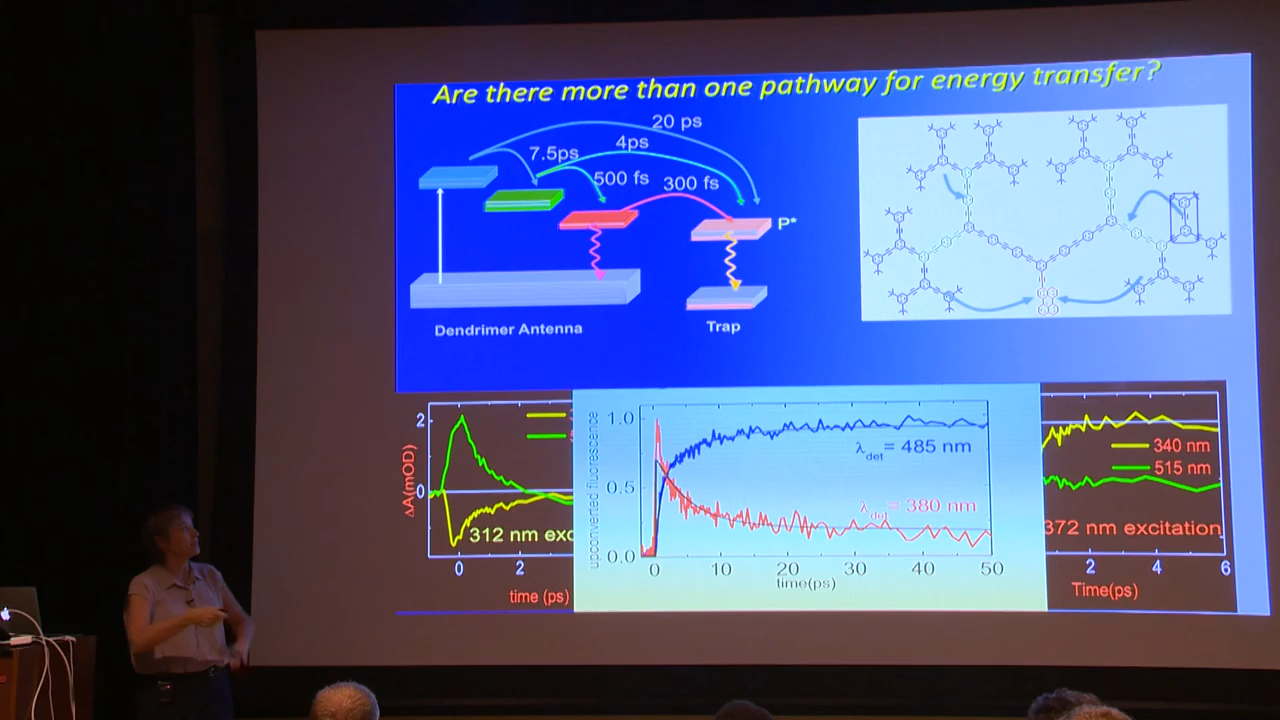 Are there more than one pathway for energy transfer?
20 ps
7.5ps
4ps
500 fs
300 fs
P*
Dendrimer Antenna
Trap
2
0
ΔA(mOD)
312 nm exc
0
2
time (ps)
upconverted fluorescence
1.0
0.5
0.0
λdet= 485 nm
= 380 nm
0
10
20
30
40
50
time(ps)
340 nm
515 nm
372 nm excitation
2
4
6
Time(ps)